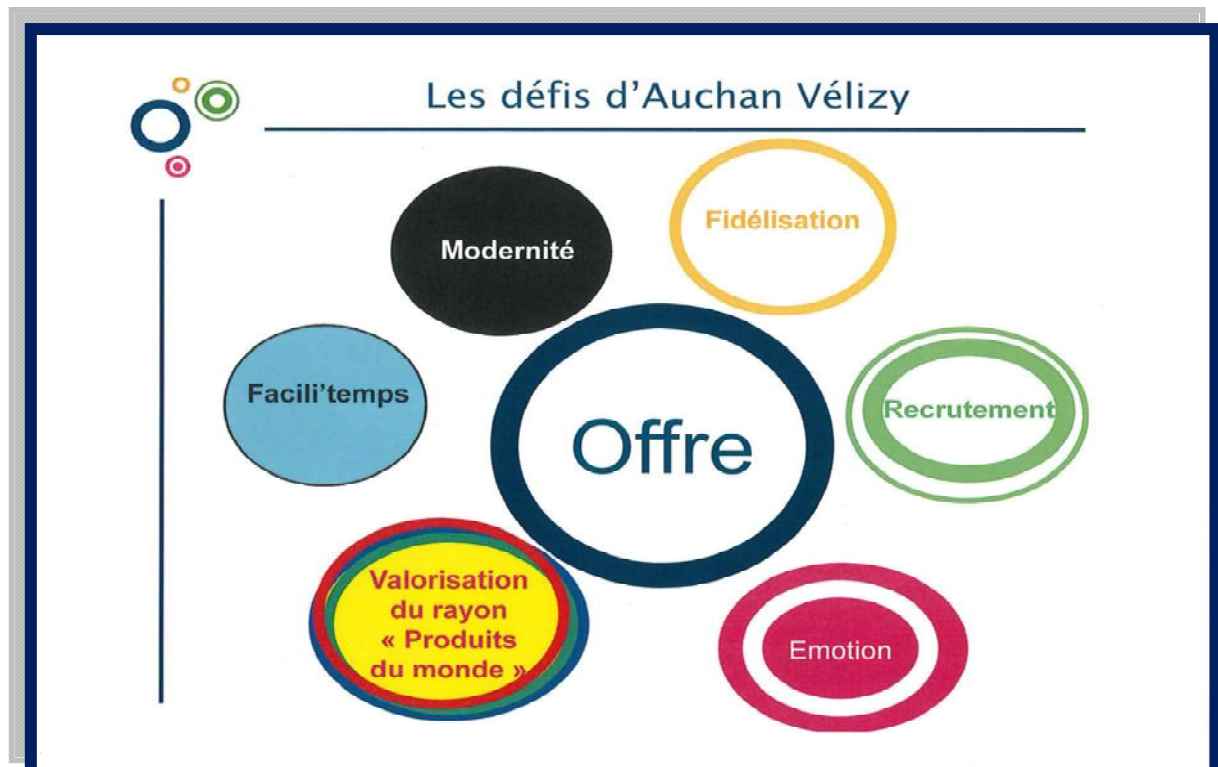 Les défis d'Auchan Vélizy
Modernité
Fidélisation
Facili'temps
Offre
Recrutement
Valorisation
du rayon
« Produits
du monde »
Emotion